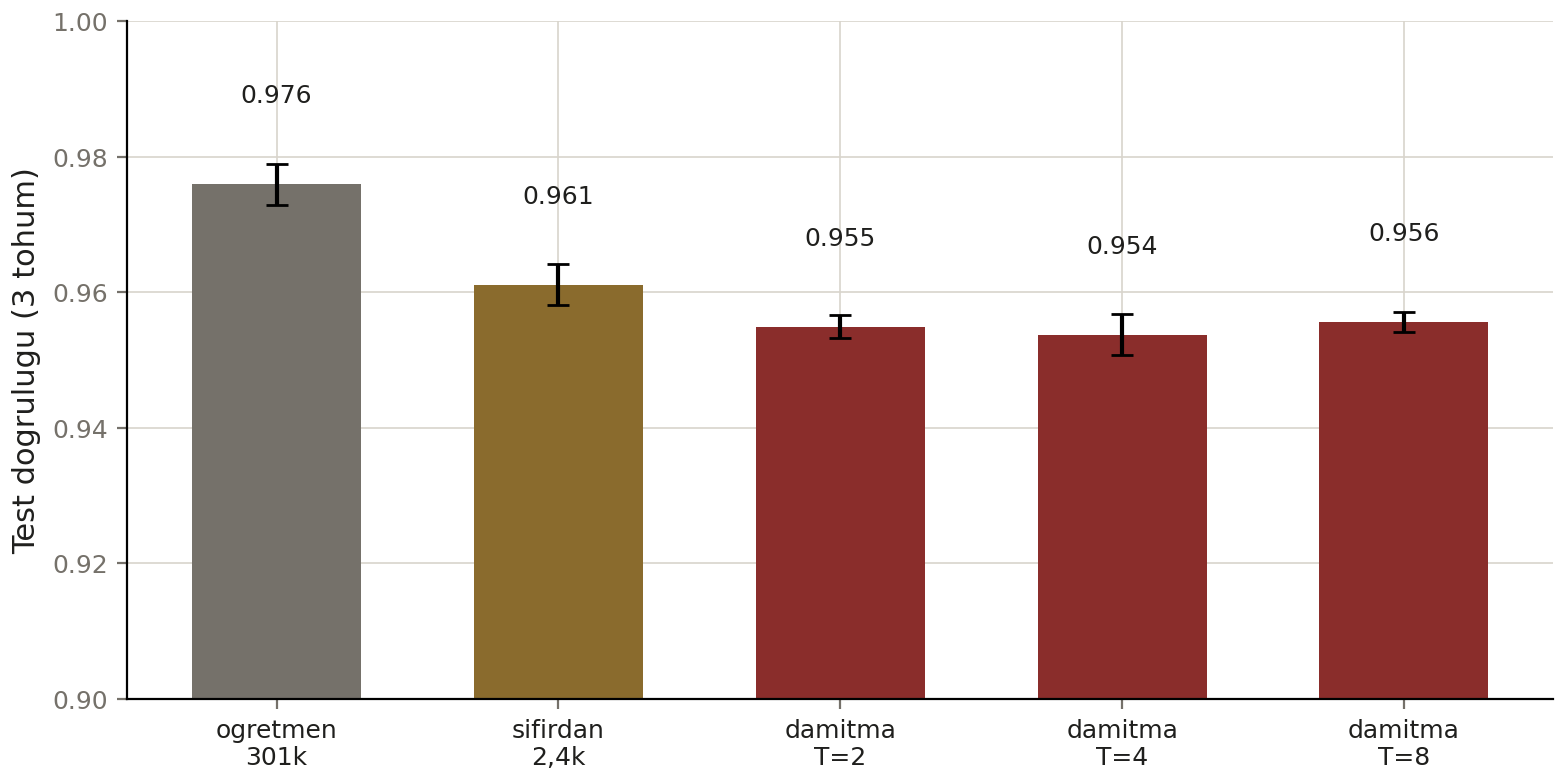 Test dogrulugu (3 tohum)
1.00
0.98
0.96
0.94
0.92
0.90
0.976
0.961
0.955
0.954
0.956
ogretmen
301k
sifirdan
2,4k
damitma
T=2
damitma
T=4
damitma
T=8